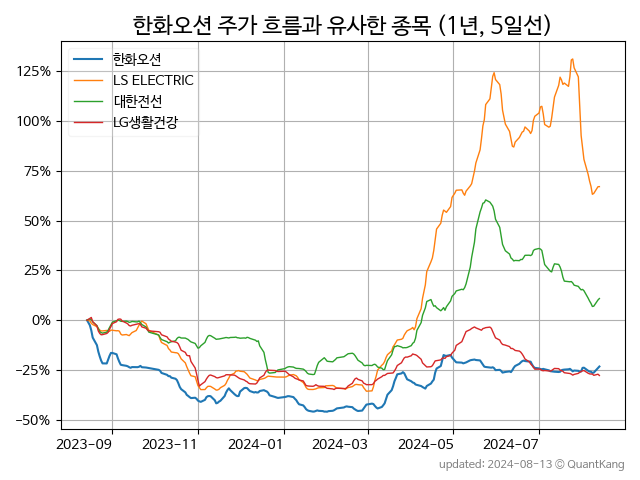 한화오션 주가 흐름과 유사한 종목 (1년, 5일선)
한화오션
LS ELECTRIC
대한전선
LG생활건강
125%
100%
75%
50%
25%
0%
−25%
−50%
2023-09 2023-11 2024-01 2024-03 2024-05 2024-07
updated: 2024-08-13 © QuantKang